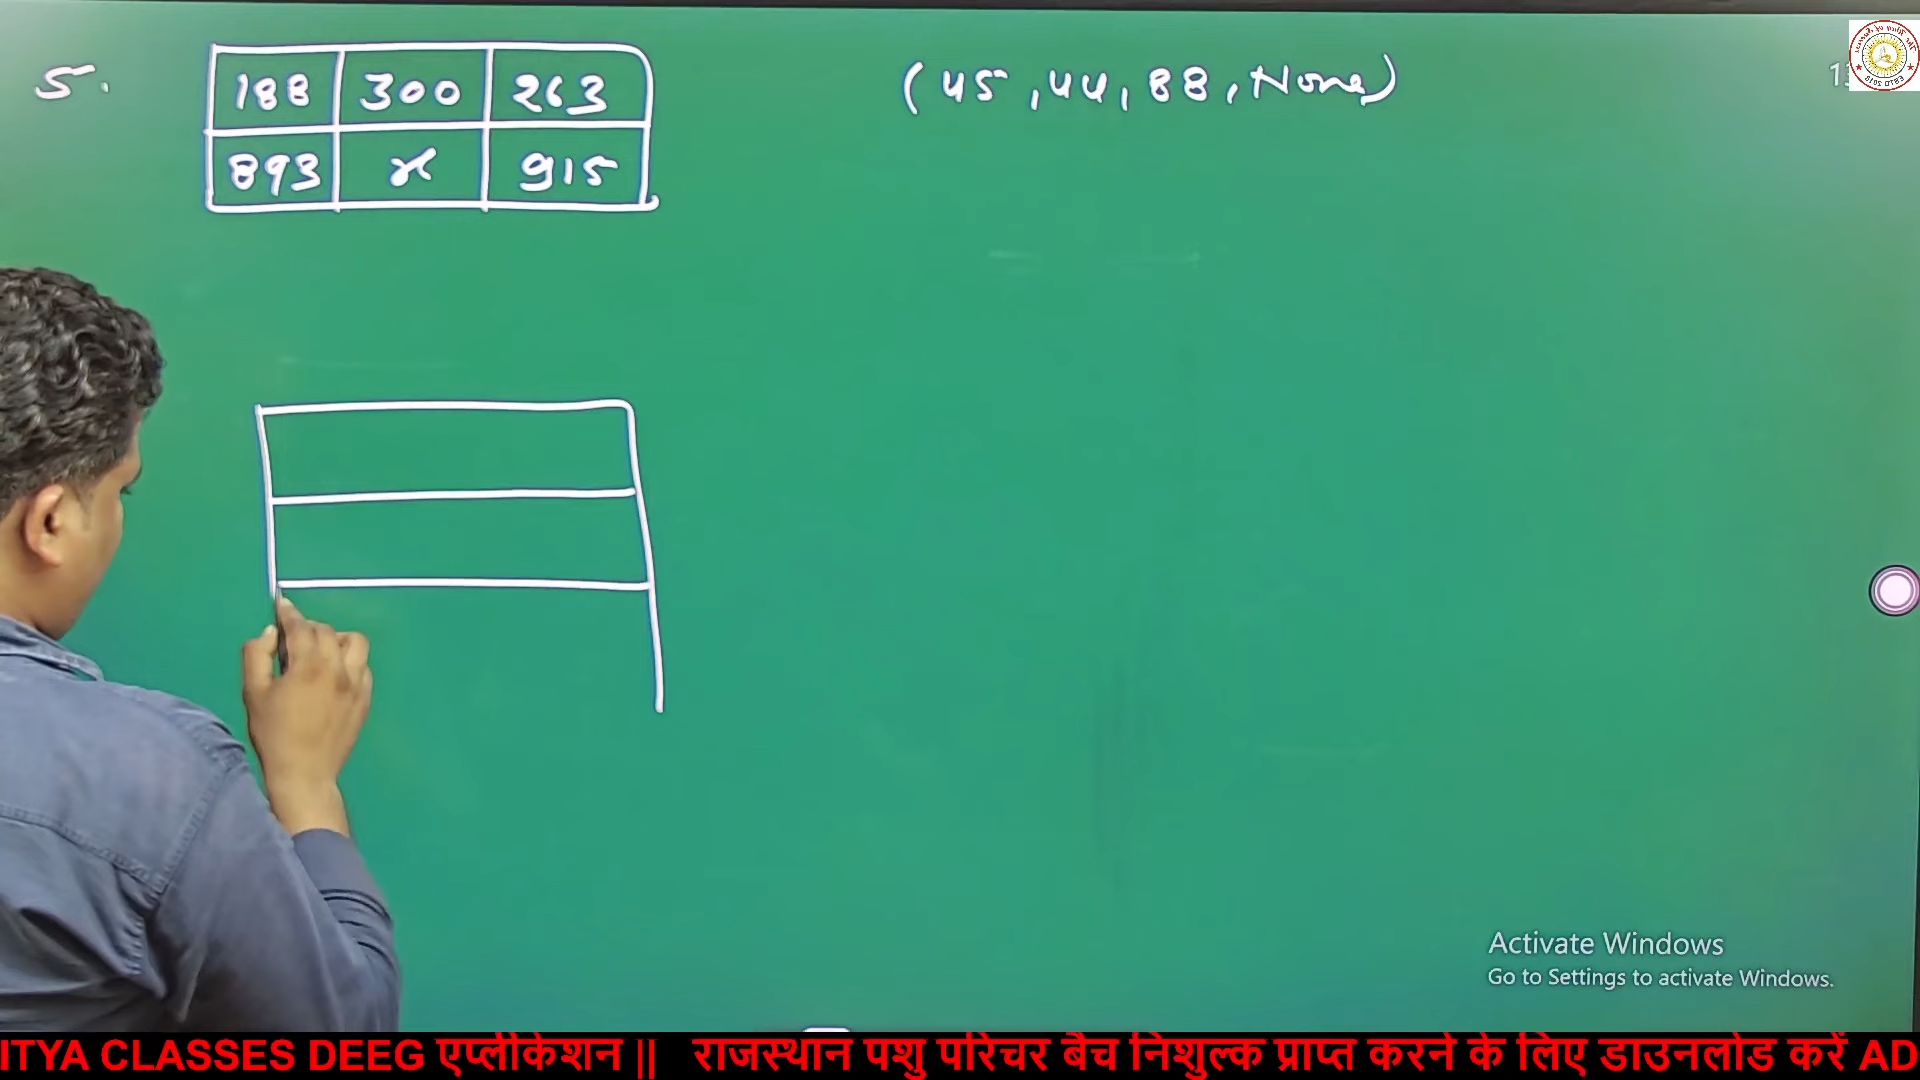 5. 188 300 263 (45, 44, 88, None)
893 x 915
Activate Windows
Go to Settings to activate Windows.
ITYA CLASSES DEEG एप्लीकेशन || राजस्थान पशु परिचर बैच निशुल्क प्राप्त करने के लिए डाउनलोड करें AD